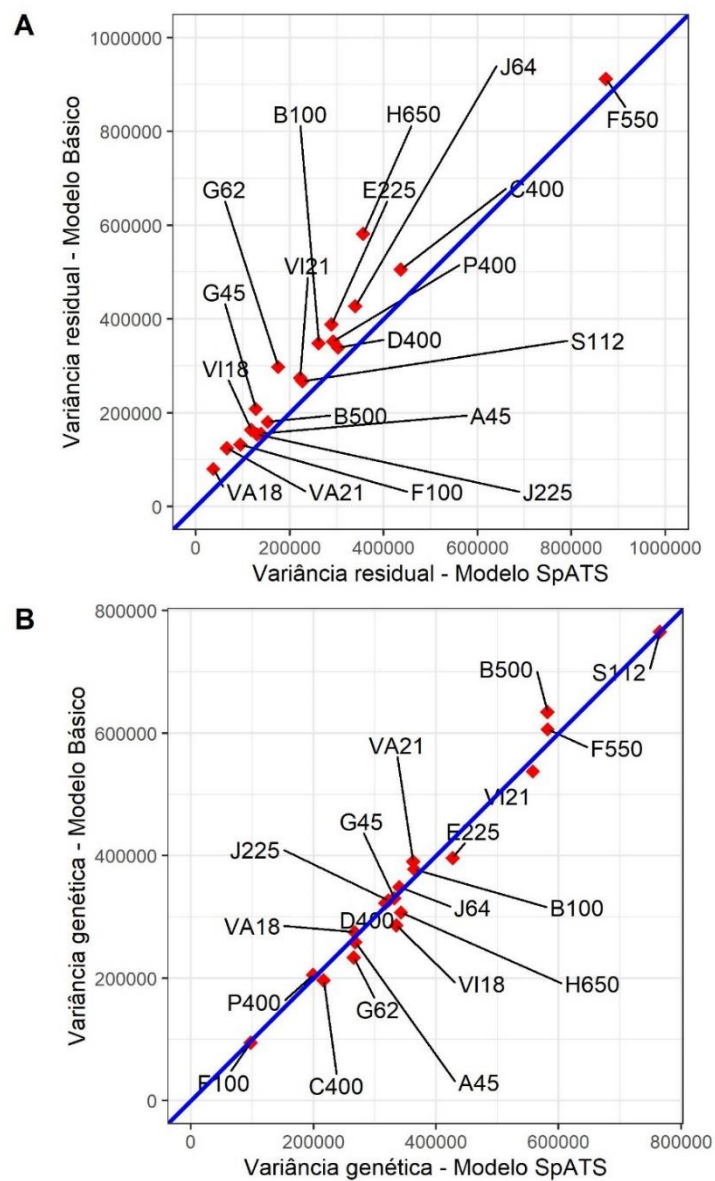 A
1000000
J64
B100
H650
F550
800000
E225
C400
G62
600000
VI21
P400
G45
400000
D400
S112
VI18
200000
B500
A45
VA18
VA21
F100
J225
0
0
200000
400000
600000
800000
1000000
Variância residual - Modelo Básico
Variância residual - Modelo SpATS
B
800000
B500
S112
VA21
F550
600000
VI21
G45
E225
J225
400000
VA18
D400
J64
B100
P400
G62
VI18
H650
200000
F100
C400
A45
0
0
200000
400000
600000
800000
Variância genética - Modelo Básico
Variância genética - Modelo SpATS